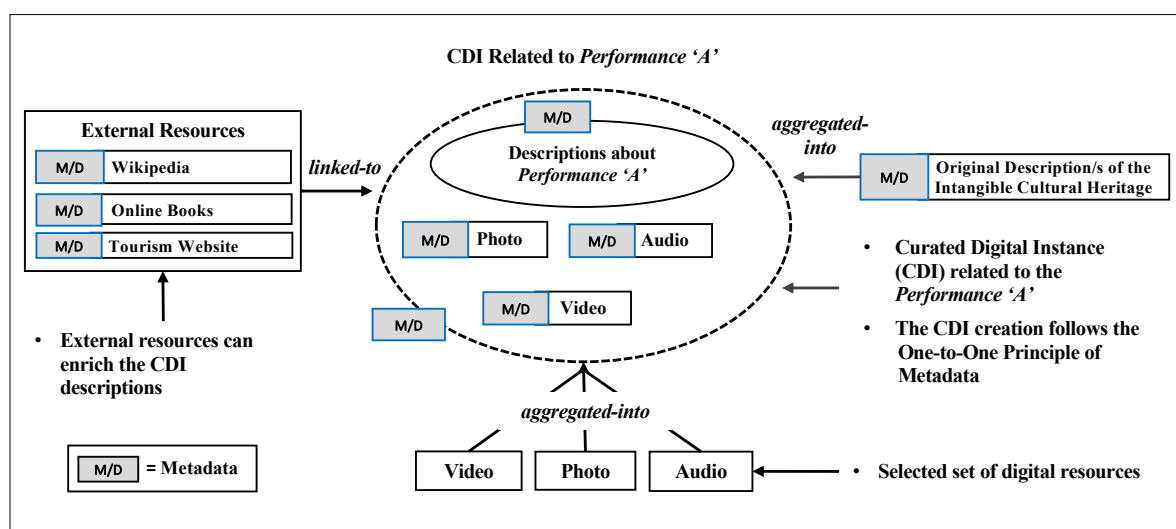 CDI Related to Performance ‘A’
External Resources
M/D Wikipedia
M/D Online Books
M/D Tourism Website
linked-to
M/D
Descriptions about
Performance ‘A’
M/D Photo
M/D Audio
M/D Video
M/D
aggregated-
into
M/D Original Description/s of the
Intangible Cultural Heritage
• Curated Digital Instance
(CDI) related to the
Performance ‘A’
• The CDI creation follows the
One-to-One Principle of
Metadata
• External resources can
enrich the CDI
descriptions
aggregated-into
M/D = Metadata
Video
Photo
Audio
• Selected set of digital resources